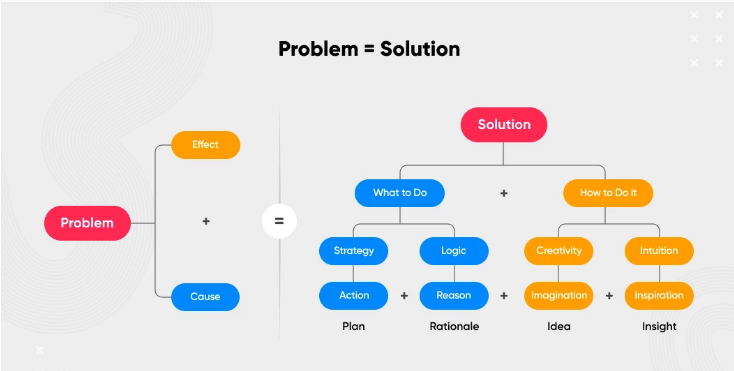 Problem = Solution
Effect
Problem
+
Cause
=
Solution
What to Do + How to Do it
Strategy Logic Creativity Intuition
Action + Reason + Imagination + Inspiration
Plan Rationale Idea Insight